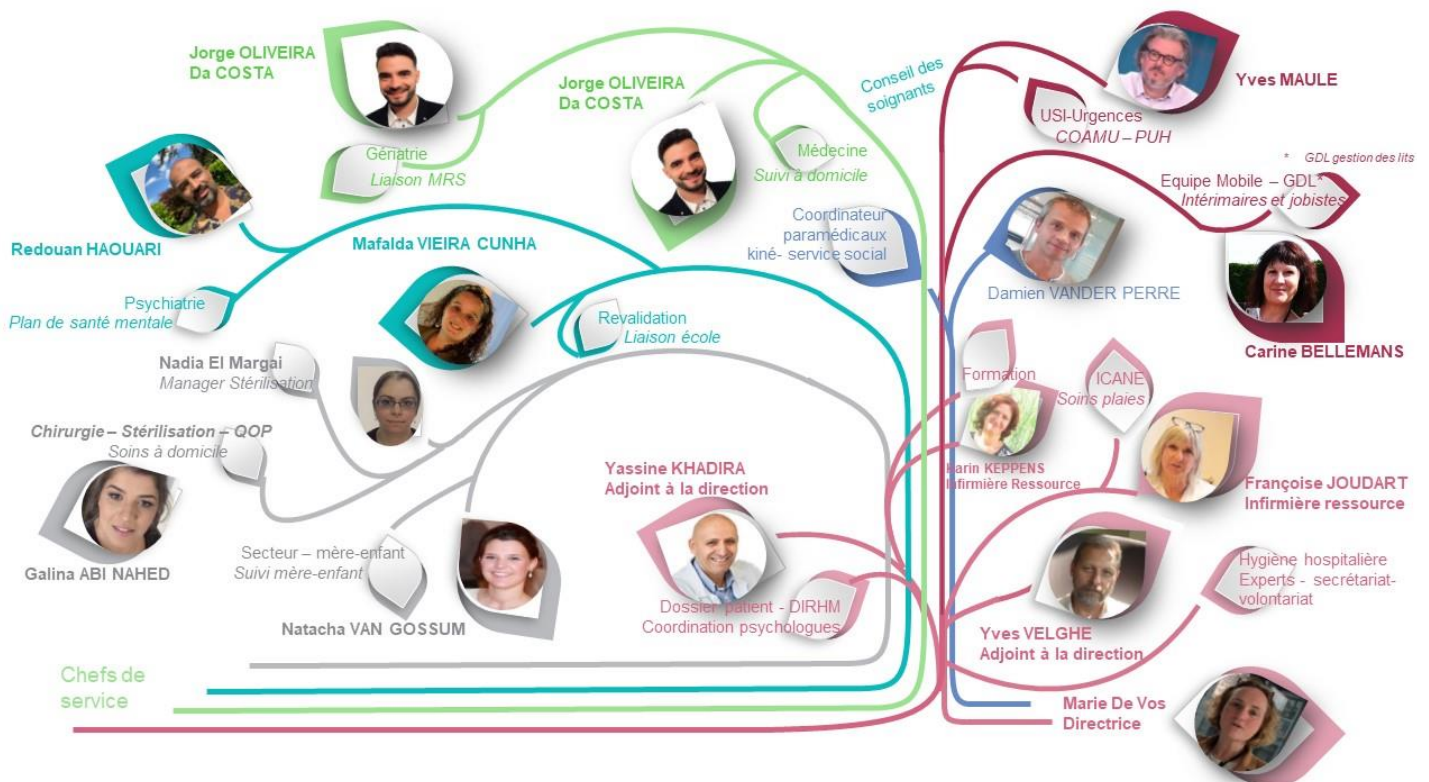 Jorge OLIVEIRA
Da COSTA
Gériatrie
Liaison MRS
Jorge OLIVEIRA
Da COSTA
Médecine
Suivi à domicile
Conseil des
soignants
Yves MAULE
USI-Urgences
COAMU – PUH
* GDL gestion des lits
Equipe Mobile – GDL*
Intérimaires et jobistes
Carine BELLEMANS
Redouan HAOUARI
Psychiatrie
Plan de santé mentale
Mafalda VIEIRA CUNHA
Revalidation
Liaison école
Coordinateur
paramédicaux
kiné- service social
Damien VANDER PERRE
Nadia El Margai
Manager Stérilisation
Chirurgie – Stérilisation – QOP
Soins à domicile
Galina ABI NAHED
Secteur – mère-enfant
Suivi mère-enfant
Natacha VAN GOSSUM
Formation
Karin KEPPENS
Infirmière Ressource
ICANE
Soins plaies
Françoise JOUDART
Infirmière ressource
Yassine KHADIRA
Adjoint à la direction
Dossier patient - DIRHM
Coordination psychologues
Yves VELGHE
Adjoint à la direction
Hygiène hospitalière
Experts - secrétariat-
volontariat
Chefs de
service
Marie De Vos
Directrice